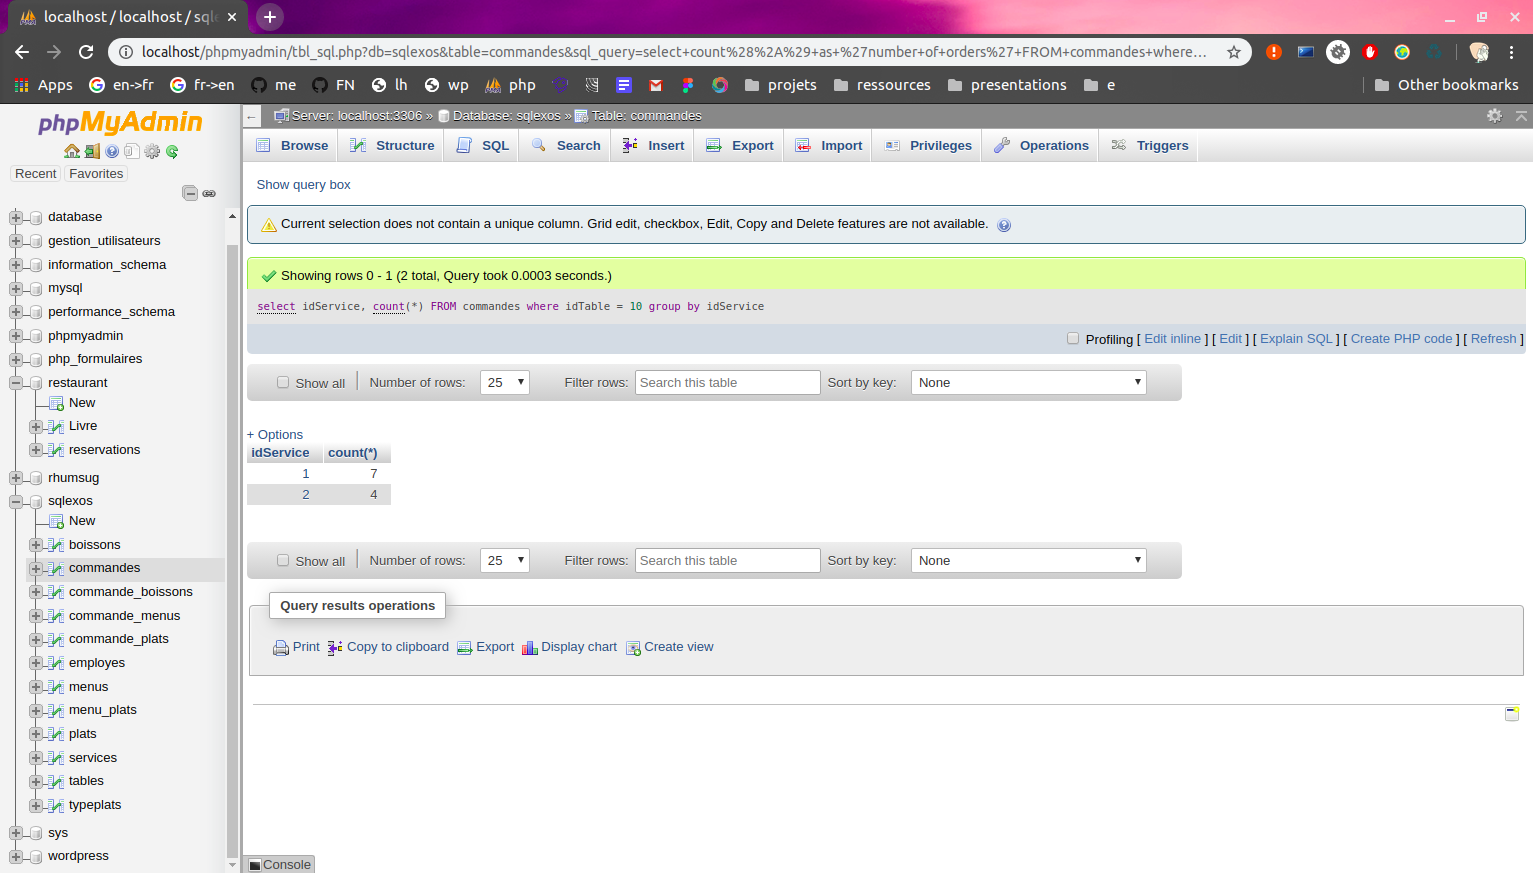 localhost / localhost / sqle
localhost/phpmyadmin/tbl_sql.php?db=sqlexos&table=commandes&sql_query=select+count%28%2A%29+as+%27number+of+orders%27+FROM+commandes+where...
Apps en->fr fr->en me FN lh wp php projets ressources presentations e Other bookmarks
phpMyAdmin
Recent Favorites
database
gestion_utilisateurs
information_schema
mysql
performance_schema
phpmyadmin
php_formulaires
restaurant
New
Livre
reservations
rhumsug
sqlexos
New
boissons
commandes
commande_boissons
commande_menus
commande_plats
employes
menus
menu_plats
plats
services
tables
typeplats
sys
wordpress
← Server: localhost:3306 » Database: sqlexos » Table: commandes
Browse Structure SQL Search Insert Export Import Privileges Operations Triggers
Show query box
Current selection does not contain a unique column. Grid edit, checkbox, Edit, Copy and Delete features are not available.
Showing rows 0 - 1 (2 total, Query took 0.0003 seconds.)
select idService, count(*) FROM commandes where idTable = 10 group by idService
Profiling [ Edit inline ] [ Edit ] [ Explain SQL ] [ Create PHP code ] [ Refresh ]
Show all Number of rows: 25 Filter rows: Search this table Sort by key: None
+ Options
idService count(*)
1 7
2 4
Show all Number of rows: 25 Filter rows: Search this table Sort by key: None
Query results operations
Print Copy to clipboard Export Display chart Create view
Console